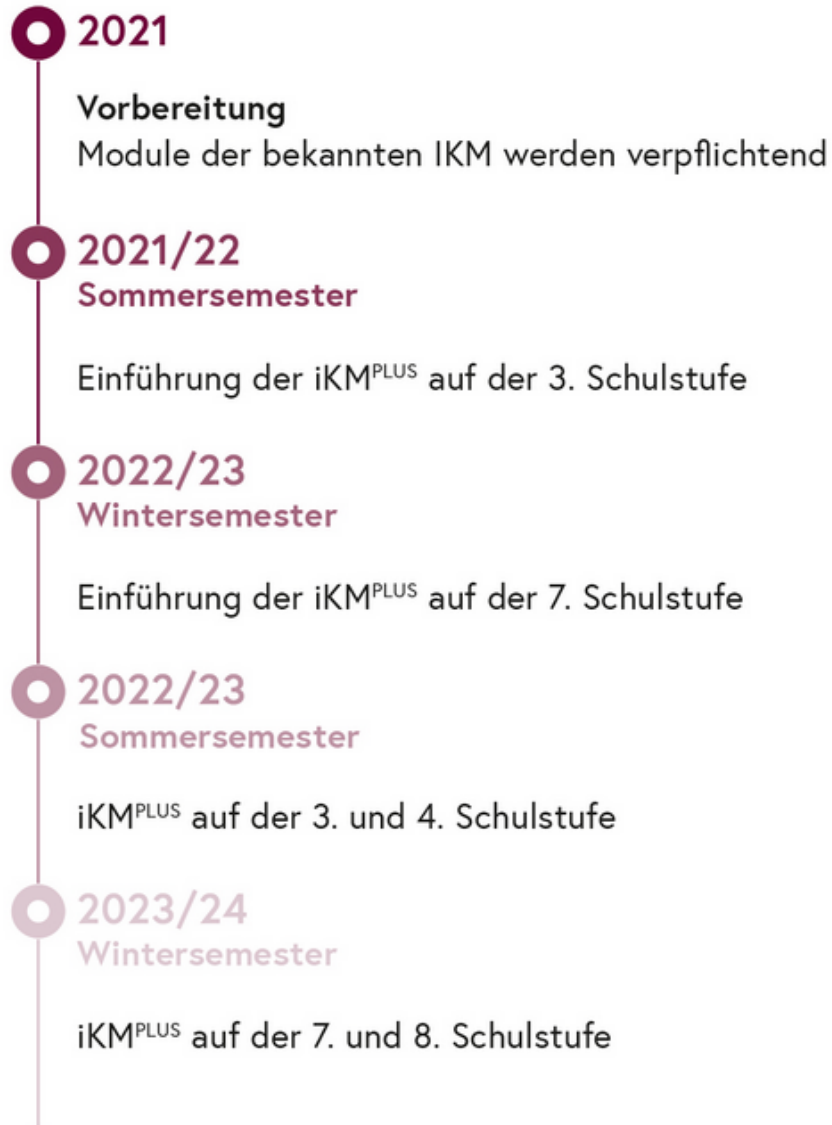 2021
Vorbereitung
Module der bekannten IKM werden verpflichtend
2021/22
Sommersemester
Einführung der iKMPLUS auf der 3. Schulstufe
2022/23
Wintersemester
Einführung der iKMPLUS auf der 7. Schulstufe
2022/23
Sommersemester
iKMPLUS auf der 3. und 4. Schulstufe
2023/24
Wintersemester
iKMPLUS auf der 7. und 8. Schulstufe